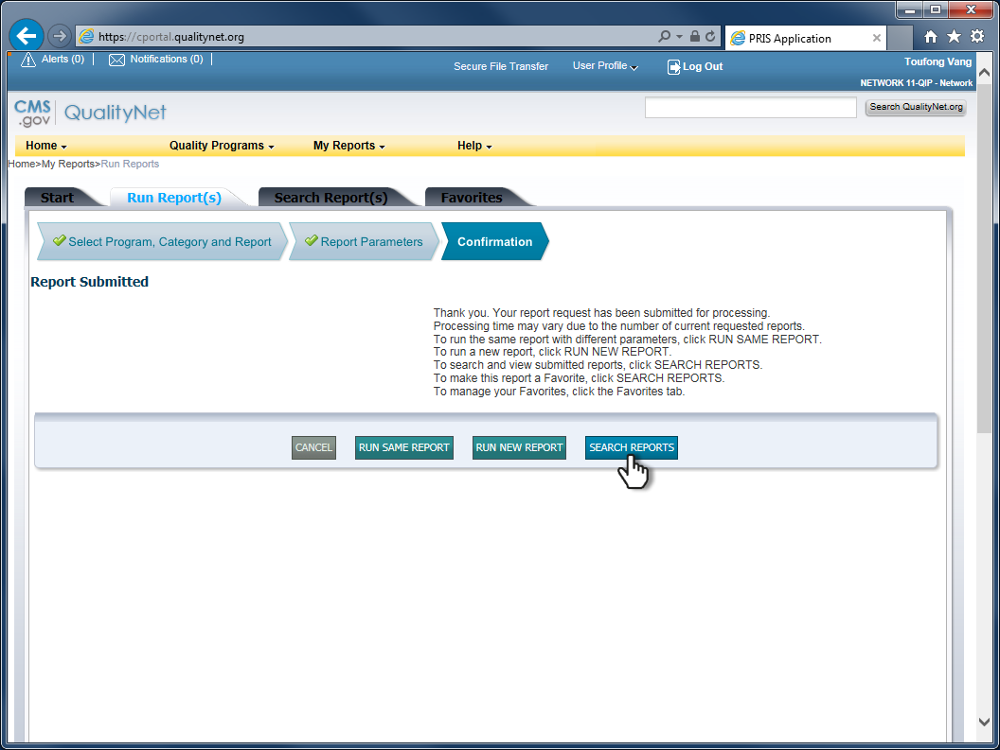 https://cportal.qualitynet.org
PRIS Application
Alerts (0)
Notifications (0)
Secure File Transfer
User Profile
Log Out
Toufong Vang
NETWORK 11-QIP - Network
CMS
.gov
QualityNet
Search QualityNet.org
Home
Quality Programs
My Reports
Help
Home>My Reports>Run Reports
Start
Run Report(s)
Search Report(s)
Favorites
Select Program, Category and Report
Report Parameters
Confirmation
Report Submitted
Thank you. Your report request has been submitted for processing.
Processing time may vary due to the number of current requested reports.
To run the same report with different parameters, click RUN SAME REPORT.
To run a new report, click RUN NEW REPORT.
To search and view submitted reports, click SEARCH REPORTS.
To make this report a Favorite, click SEARCH REPORTS.
To manage your Favorites, click the Favorites tab.
CANCEL
RUN SAME REPORT
RUN NEW REPORT
SEARCH REPORTS